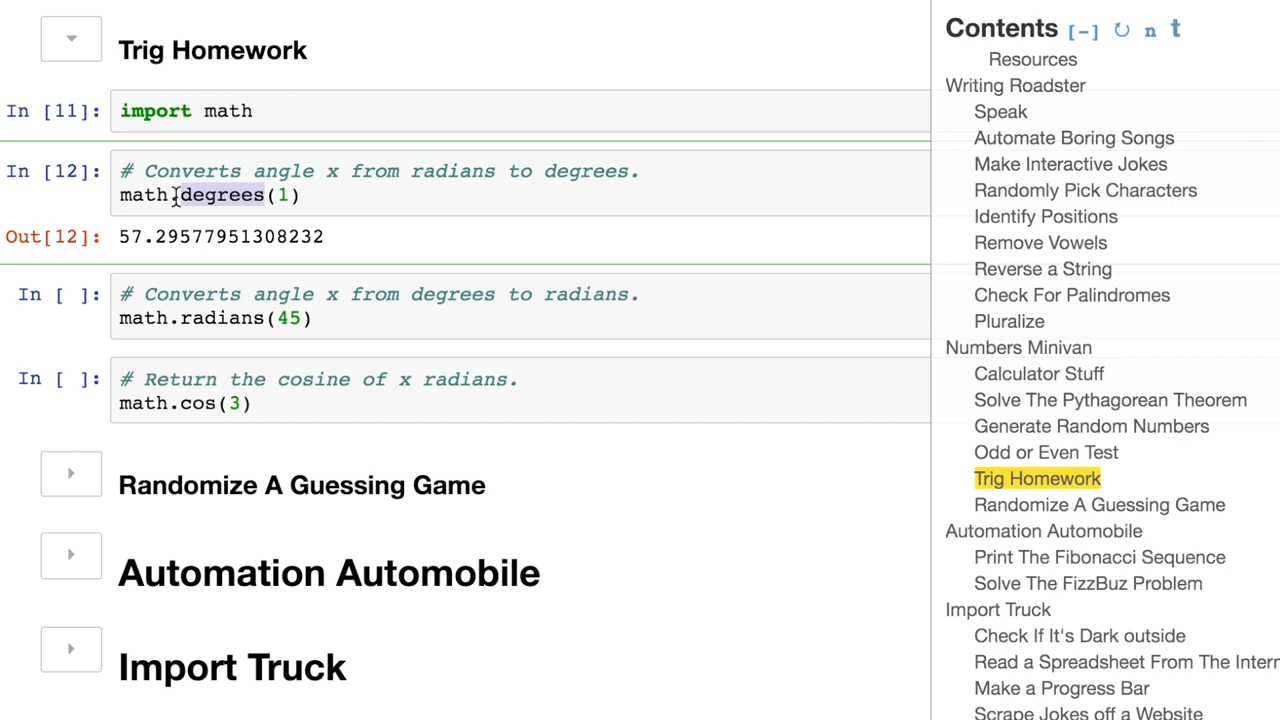 Trig Homework
In [11]: import math
In [12]: # Converts angle x from radians to degrees.
math.degrees(1)
Out[12]: 57.29577951308232
In [ ]: # Converts angle x from degrees to radians.
math.radians(45)
In [ ]: # Return the cosine of x radians.
math.cos(3)
Randomize A Guessing Game
Automation Automobile
Import Truck
Contents [-] ↻ n t
Resources
Writing Roadster
Speak
Automate Boring Songs
Make Interactive Jokes
Randomly Pick Characters
Identify Positions
Remove Vowels
Reverse a String
Check For Palindromes
Pluralize
Numbers Minivan
Calculator Stuff
Solve The Pythagorean Theorem
Generate Random Numbers
Odd or Even Test
Trig Homework
Randomize A Guessing Game
Automation Automobile
Print The Fibonacci Sequence
Solve The FizzBuz Problem
Import Truck
Check If It's Dark outside
Read a Spreadsheet From The Intern
Make a Progress Bar
Scrape Jokes off a Website